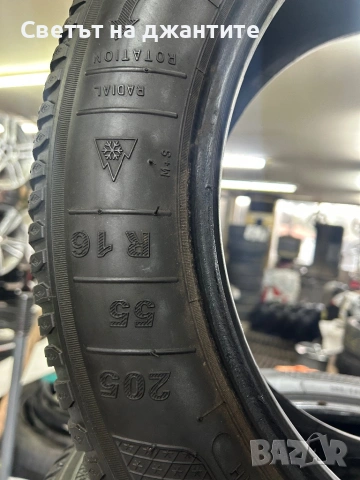 Светът на джантите
ROTATION
RADIAL
M+S
R 16
55
205
BAZAR